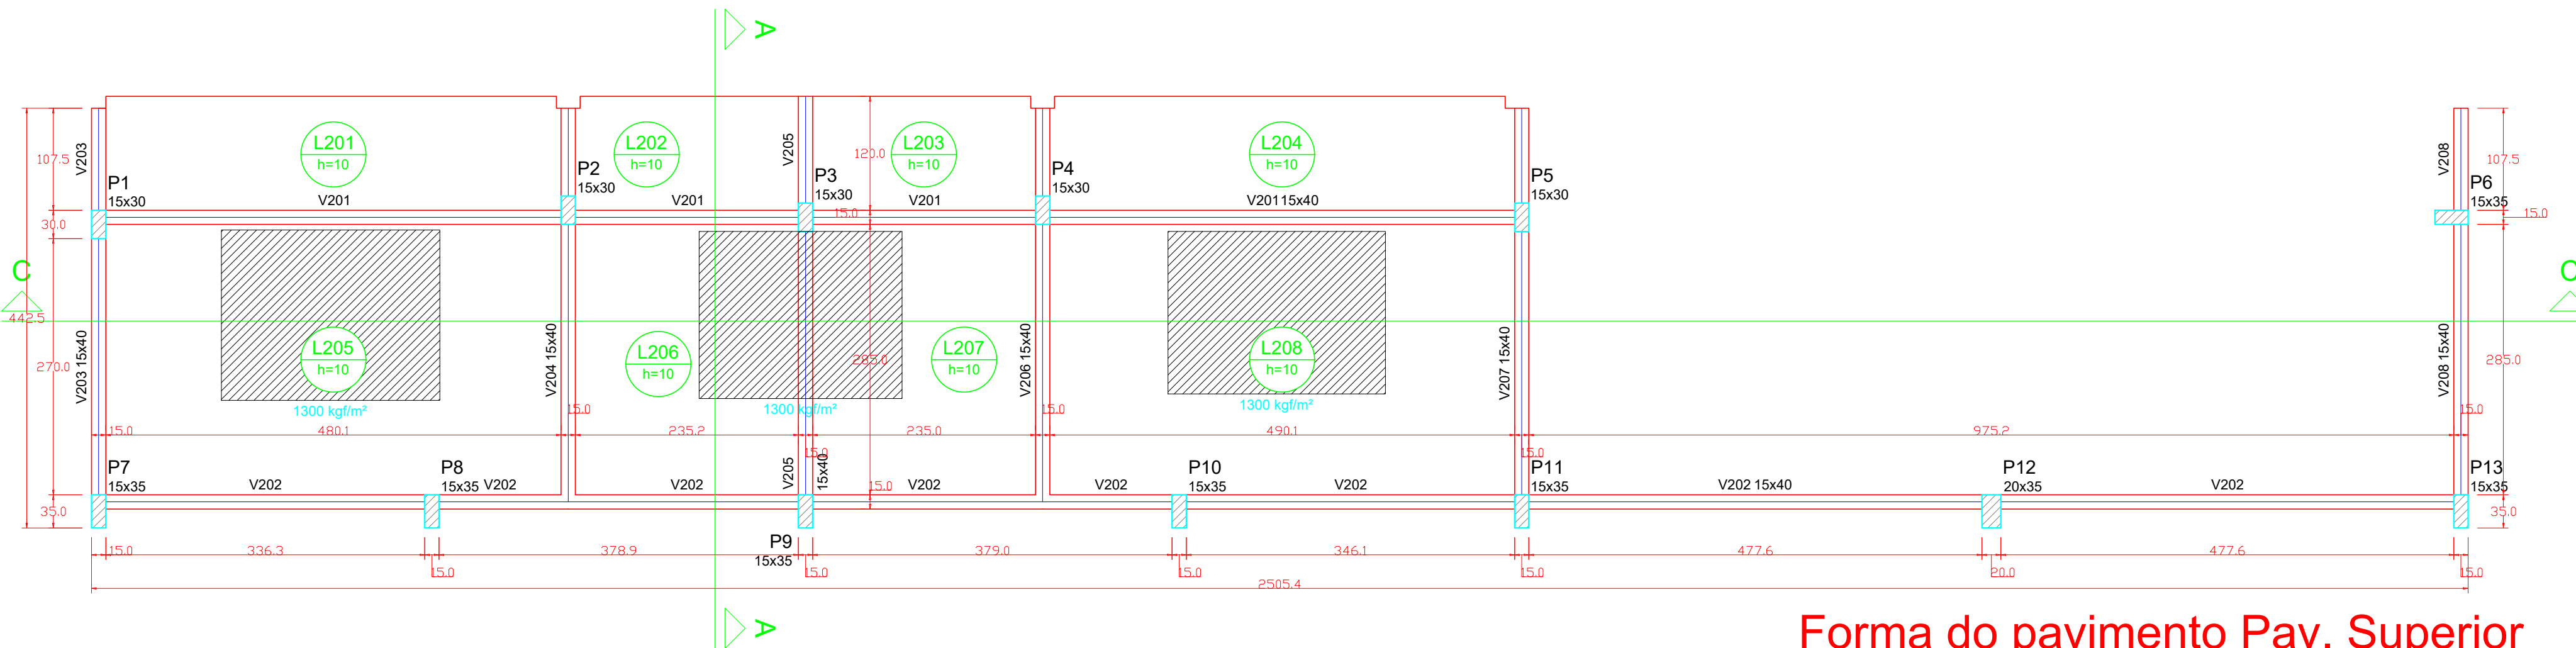 A
L201
h=10
L202
h=10
L203
h=10
L204
h=10
V203
107.5
P1
15x30
V201
P2
15x30
V201
V205
P3
15x30
120.0
15.0
V201
P4
15x30
V201 15x40
P5
15x30
V208
107.5
P6
15x35
15.0
30.0
C
C
442.5
270.0
V203 15x40
L205
h=10
1300 kgf/m²
V204 15x40
L206
h=10
1300 kgf/m²
285.0
L207
h=10
V206 15x40
L208
h=10
1300 kgf/m²
V207 15x40
V208 15x40
285.0
15.0
15.0
15.0
15.0
480.1
235.2
235.0
490.1
975.2
15.0
15.0
P7
15x35
V202
P8
15x35
V202
V202
V205
15x40
15.0
V202
V202
P10
15x35
V202
P11
15x35
V202 15x40
P12
20x35
V202
P13
15x35
35.0
35.0
15.0
336.3
378.9
P9
15x35
379.0
346.1
477.6
477.6
15.0
15.0
15.0
15.0
20.0
15.0
2505.4
A
Forma do pavimento Pav. Superior